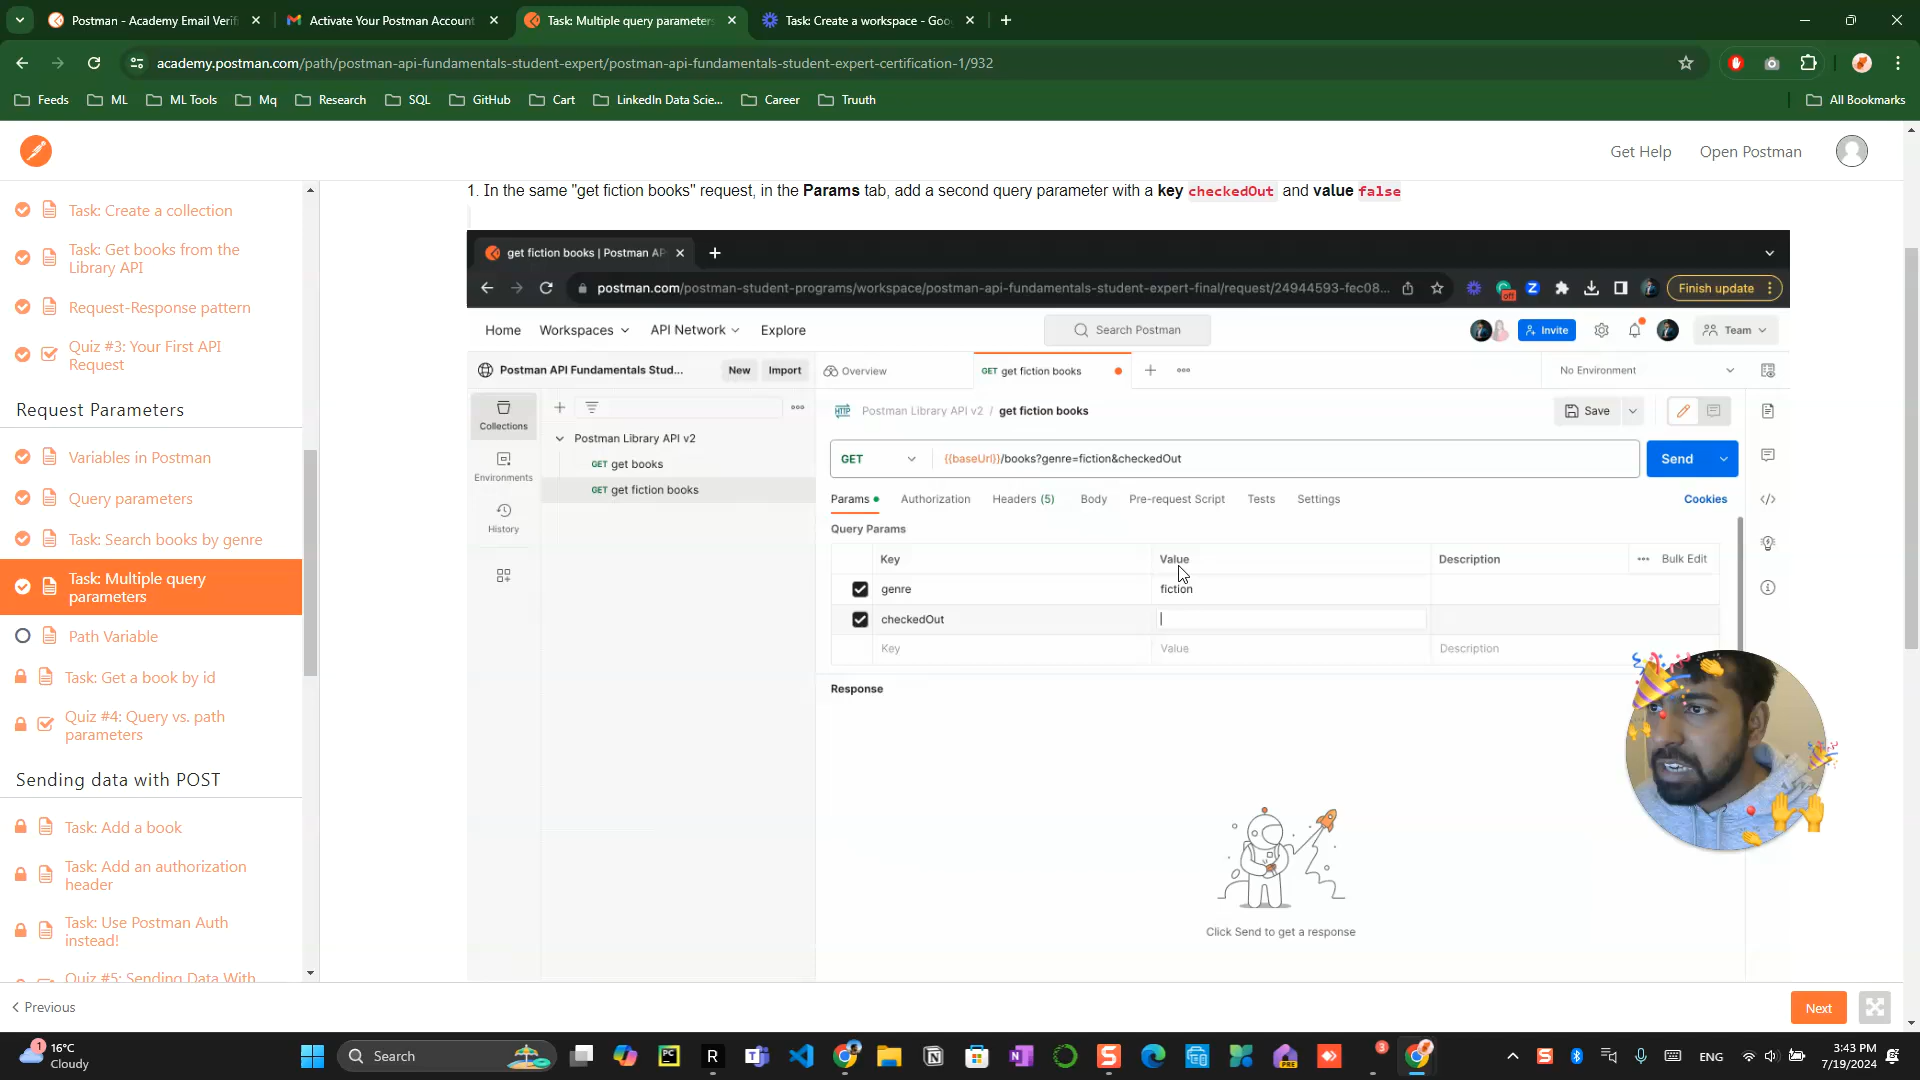 Postman - Academy Email Verifi
Activate Your Postman Account
Task: Multiple query parameters
Task: Create a workspace - Goo
academy.postman.com/path/postman-api-fundamentals-student-expert/postman-api-fundamentals-student-expert-certification-1/932
Feeds
ML
ML Tools
Mq
Research
SQL
GitHub
Cart
LinkedIn Data Scie...
Career
Truuth
All Bookmarks
Get Help
Open Postman
Task: Create a collection
Task: Get books from the
Library API
Request-Response pattern
Quiz #3: Your First API
Request
Request Parameters
Variables in Postman
Query parameters
Task: Search books by genre
Task: Multiple query
parameters
Path Variable
Task: Get a book by id
Quiz #4: Query vs. path
parameters
Sending data with POST
Task: Add a book
Task: Add an authorization
header
Task: Use Postman Auth
instead!
Quiz #5: Sending Data With
1. In the same "get fiction books" request, in the Params tab, add a second query parameter with a key checkedOut and value false
get fiction books | Postman AP
postman.com/postman-student-programs/workspace/postman-api-fundamentals-student-expert-final/request/24944593-fec08...
off
Z
Finish update
Home
Workspaces
API Network
Explore
Search Postman
Invite
Team
Postman API Fundamentals Stud...
New
Import
Overview
GET get fiction books
No Environment
Collections
Environments
History
Postman Library API v2
GET get books
GET get fiction books
HTTP
Postman Library API v2 / get fiction books
Save
GET
{{baseUrl}}/books?genre=fiction&checkedOut
Send
Params
Authorization
Headers (5)
Body
Pre-request Script
Tests
Settings
Cookies
Query Params
Key
Value
Description
Bulk Edit
genre
fiction
checkedOut
Key
Value
Description
Response
Click Send to get a response
Previous
Next
1
16°C
Cloudy
Search
PC
R
T
N
N
S
PRE
3
S
ENG
3:43 PM
7/19/2024